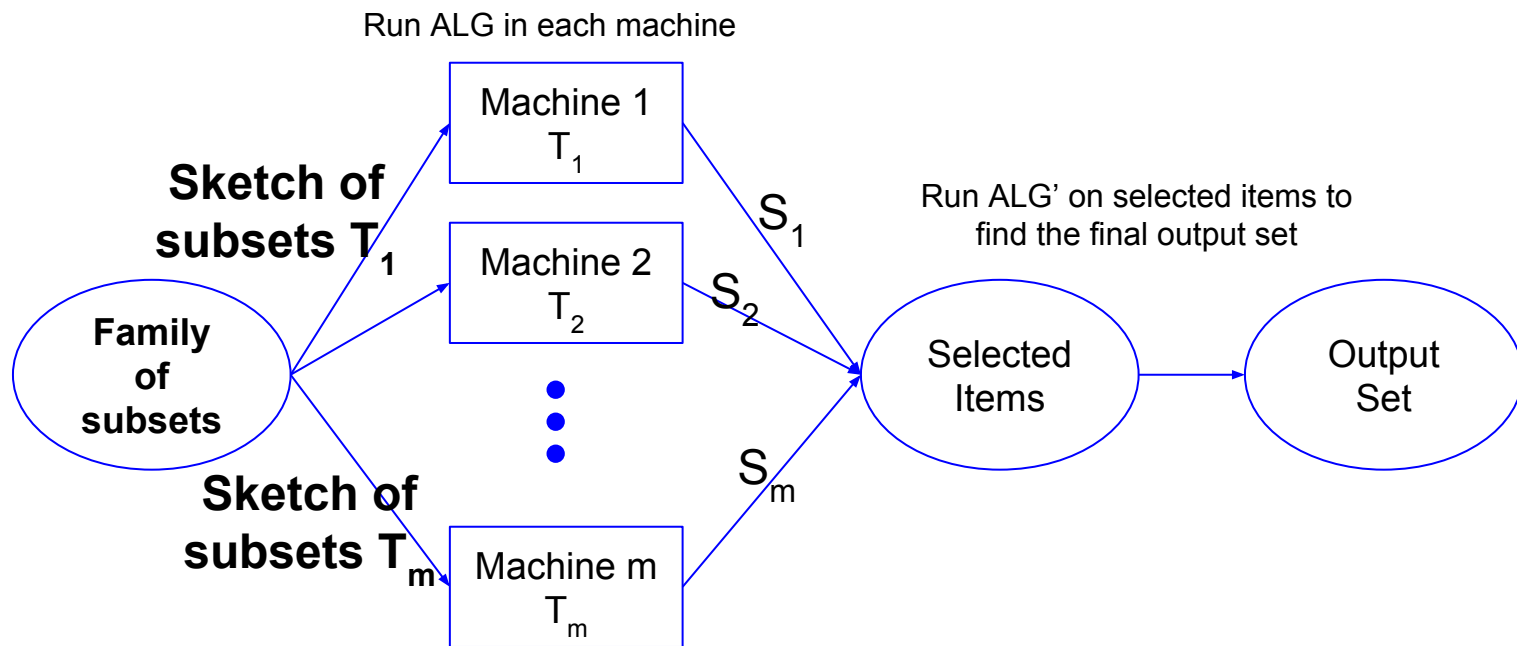 Run ALG in each machine
Machine 1
T₁
Sketch of
subsets T₁
S₁
Run ALG’ on selected items to
find the final output set
Machine 2
T₂
S₂
Family
of
subsets
Selected
Items
Output
Set
Sketch of
subsets Tₘ
Sₘ
Machine m
Tₘ